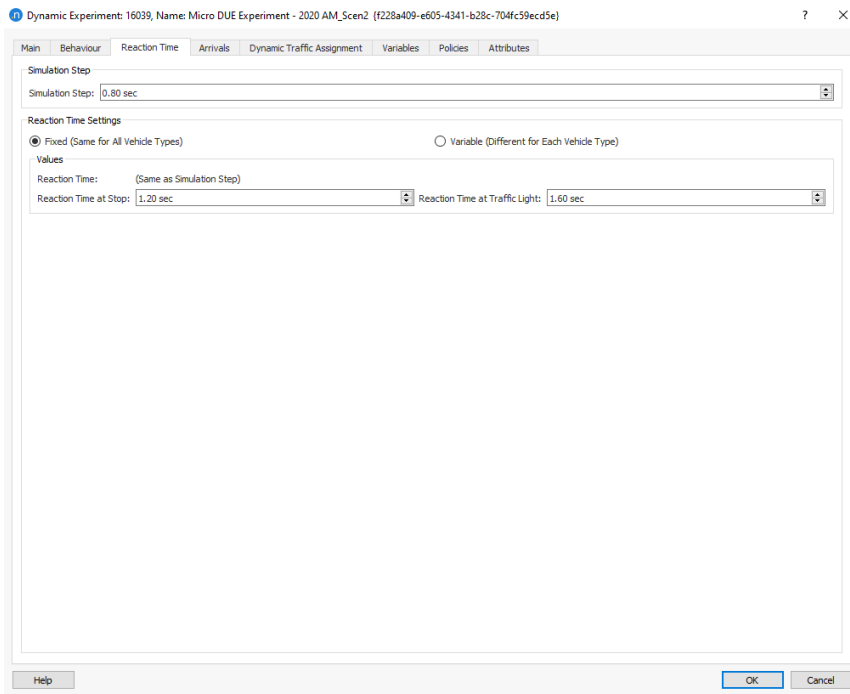 n Dynamic Experiment: 16039, Name: Micro DUE Experiment - 2020 AM_Scen2 {f228a409-e605-4341-b28c-704fc59ecd5e} ? X
Main Behaviour Reaction Time Arrivals Dynamic Traffic Assignment Variables Policies Attributes
Simulation Step
Simulation Step: 0.80 sec
Reaction Time Settings
Fixed (Same for All Vehicle Types) Variable (Different for Each Vehicle Type)
Values
Reaction Time: (Same as Simulation Step)
Reaction Time at Stop: 1.20 sec Reaction Time at Traffic Light: 1.60 sec
Help OK Cancel